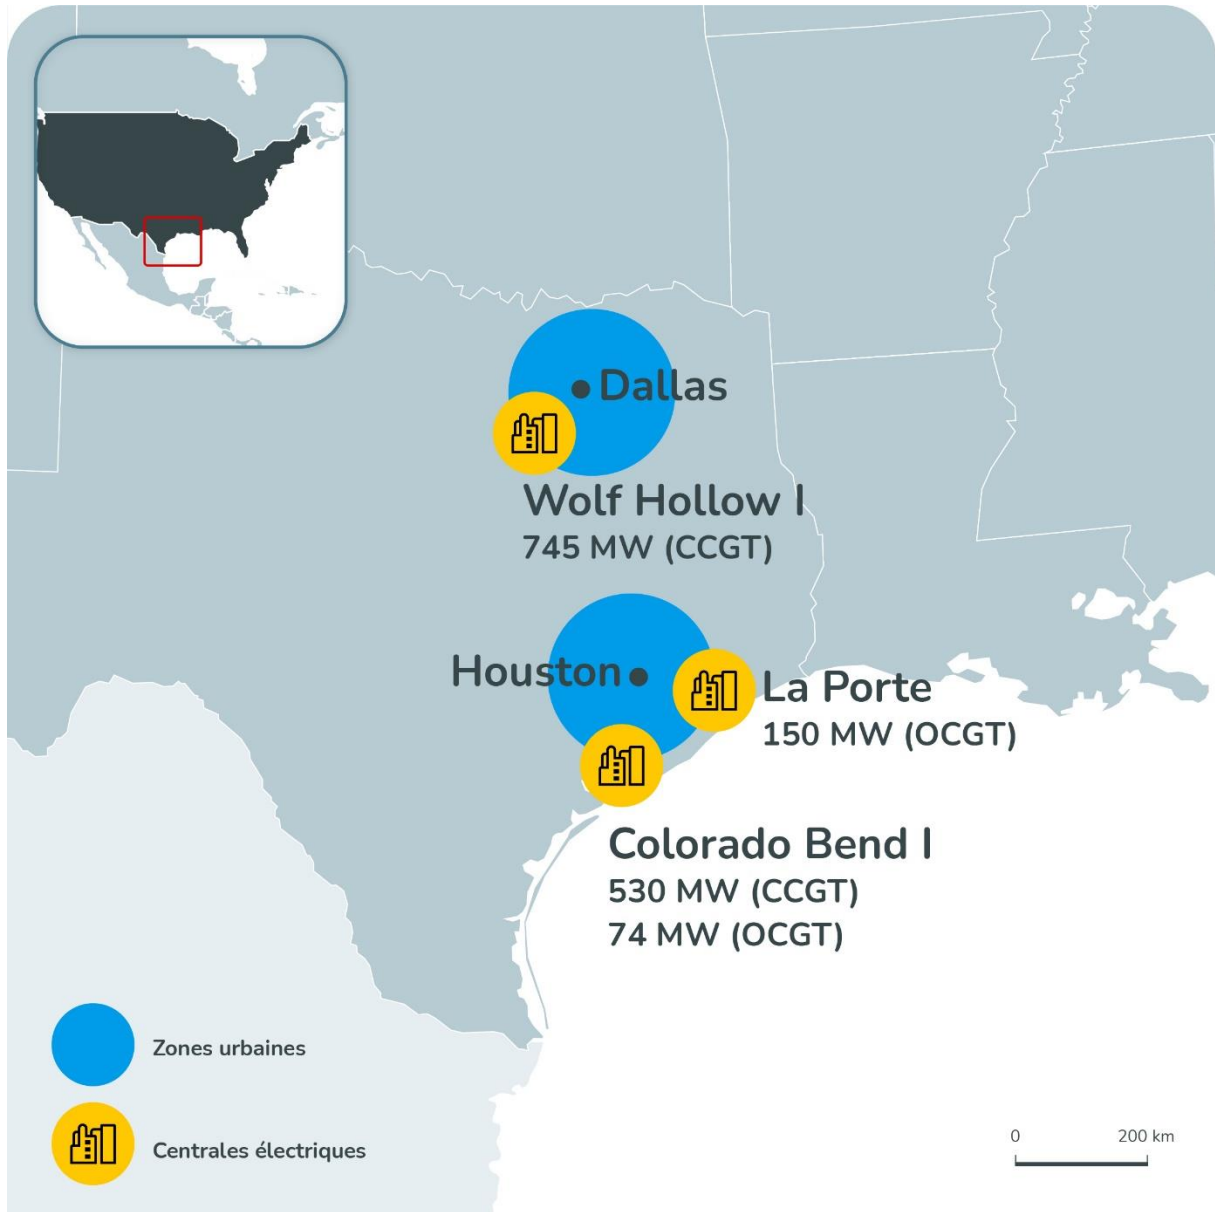 Dallas
Wolf Hollow I
745 MW (CCGT)
Houston
La Porte
150 MW (OCGT)
Colorado Bend I
530 MW (CCGT)
74 MW (OCGT)
Zones urbaines
Centrales électriques
0 200 km